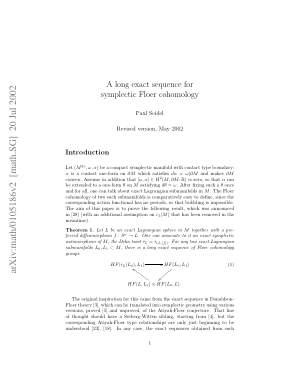 A long exact sequence for
symplectic Floer cohomology
Paul Seidel
Revised version, May 2002
Introduction
Let (M²ⁿ, ω, α) be a compact symplectic manifold with contact type boundary:
α is a contact one-form on ∂M which satisfies dα = ω|∂M and makes ∂M
convex. Assume in addition that [ω, α] ∈ H²(M, ∂M; ℝ) is zero, so that α can
be extended to a one-form θ on M satisfying dθ = ω. After fixing such a θ once
and for all, one can talk about exact Lagrangian submanifolds in M. The Floer
cohomology of two such submanifolds is comparatively easy to define, since the
corresponding action functional has no periods, so that bubbling is impossible.
The aim of this paper is to prove the following result, which was announced
in [28] (with an additional assumption on c₁(M) that has been removed in the
meantime).
Theorem 1. Let L be an exact Lagrangian sphere in M together with a pre-
ferred diffeomorphism f : Sⁿ → L. One can associate to it an exact symplectic
automorphism of M, the Dehn twist τL = τ(L,[f]). For any two exact Lagrangian
submanifolds L₀, L₁ ⊂ M, there is a long exact sequence of Floer cohomology
groups
HF(τL(L₀), L₁) HF(L₀, L₁) (1)
HF(L, L₁) ⊗ HF(L₀, L).
The original inspiration for this came from the exact sequence in Donaldson-
Floer theory [5], which can be translated into symplectic geometry using various
versions, proved [5] and unproved, of the Atiyah-Floer conjecture. That line
of thought should have a Seiberg-Witten sibling, starting from [4], but the
corresponding Atiyah-Floer type relationships are only just beginning to be
understood [23], [18]. In any case, the exact sequences obtained from such
1
arXiv:math/0105186v2 [math.SG] 20 Jul 2002